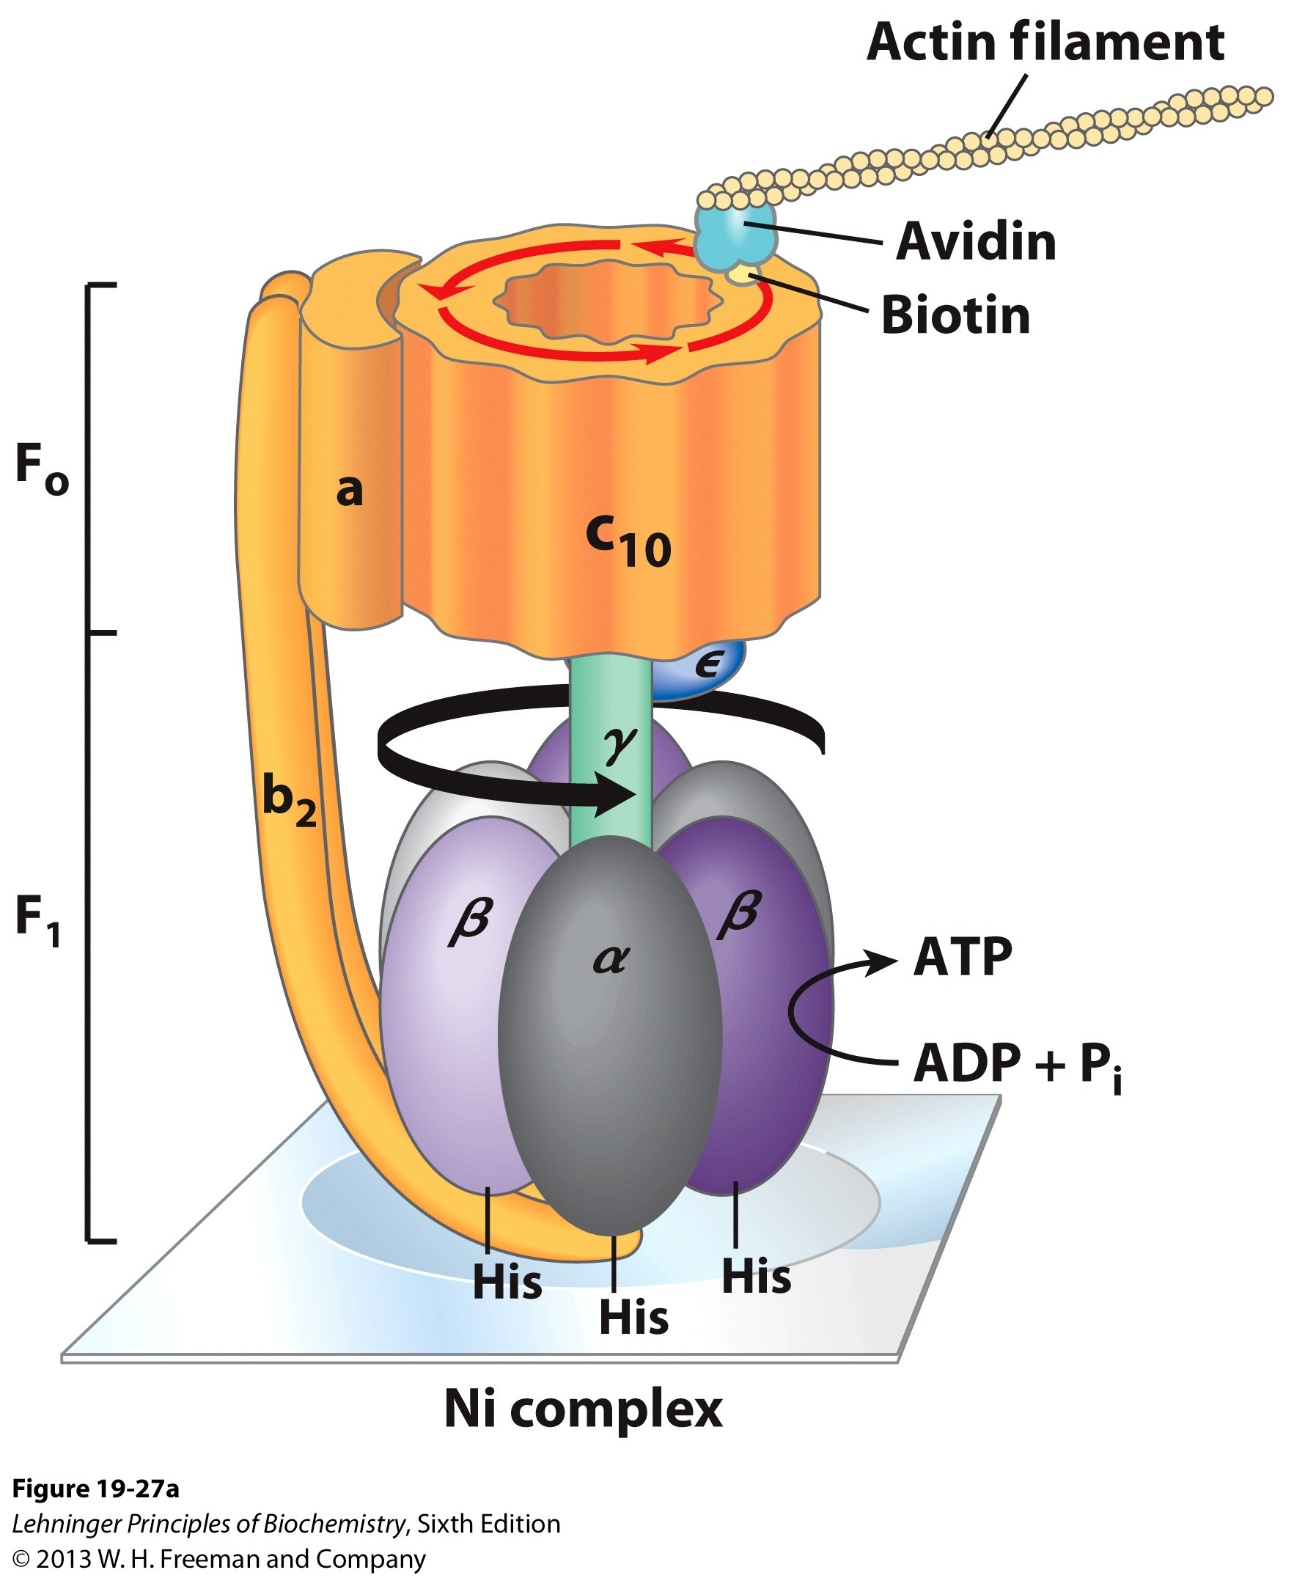 Actin filament
Avidin
Biotin
Fo
a
c10
ϵ
γ
b2
F1
β
β
α
ATP
ADP + Pi
His
His
His
Ni complex
Figure 19-27a
Lehninger Principles of Biochemistry, Sixth Edition
© 2013 W. H. Freeman and Company